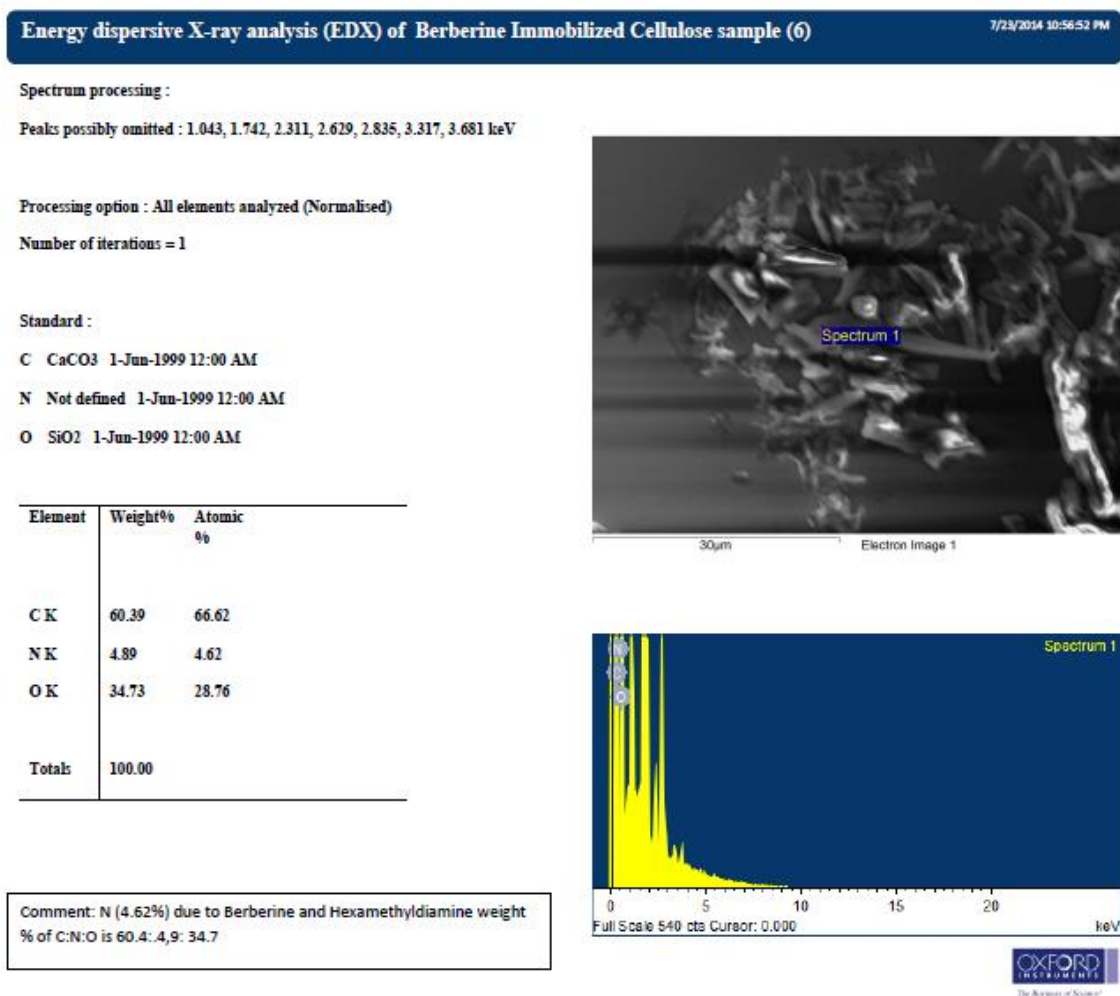 Energy dispersive X-ray analysis (EDX) of Berberine Immobilized Cellulose sample (6)
7/23/2014 10:56:52 PM
Spectrum processing :
Peaks possibly omitted : 1.043, 1.742, 2.311, 2.629, 2.835, 3.317, 3.681 keV
Processing option : All elements analyzed (Normalised)
Number of iterations = 1
Standard :
C CaCO3 1-Jun-1999 12:00 AM
N Not defined 1-Jun-1999 12:00 AM
O SiO2 1-Jun-1999 12:00 AM
Element Weight% Atomic
%
C K 60.39 66.62
N K 4.89 4.62
O K 34.73 28.76
Totals 100.00
Comment: N (4.62%) due to Berberine and Hexamethyldiamine weight
% of C:N:O is 60.4:.4,9: 34.7
Spectrum 1
30µm Electron Image 1
Spectrum 1
N
C
O
0 5 10 15 20
Full Scale 540 cts Cursor: 0.000 keV
OXFORD
INSTRUMENTS
The Business of Science!